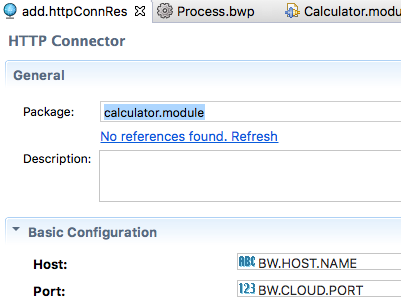 add.httpConnRes Process.bwp Calculator.modu
HTTP Connector
General
Package: calculator.module
No references found. Refresh
Description:
Basic Configuration
Host: ABC BW.HOST.NAME
Port: 123 BW.CLOUD.PORT